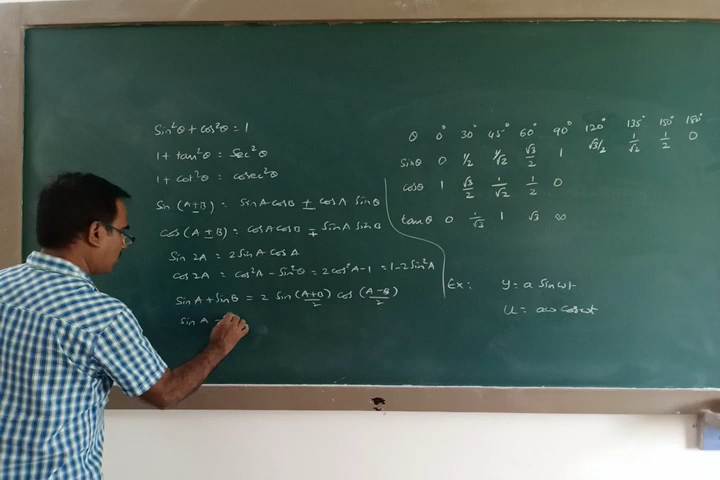 Sin²θ + cos²θ = 1
1 + tan²θ = Sec²θ
1 + cot²θ = cosec²θ
Sin (A±B) = SinA cosB ± cosA Sinθ
cos (A±B) = cosA cosB ∓ SinA SinB
Sin 2A = 2 SinA CosA
Cos 2A = cos²A - Sin²θ = 2cos²A - 1 = 1 - 2Sin²A
SinA + SinB = 2 Sin (A+B)/2 cos (A-B)/2
Sin A -
θ 0° 30° 45° 60° 90° 120° 135° 150° 180°
Sinθ 0 1/2 1/√2 √3/2 1 √3/2 1/√2 1/2 0
cosθ 1 √3/2 1/√2 1/2 0
tanθ 0 1/√3 1 √3 ∞
Ex: y = a Sinωt
u = aω cosωt